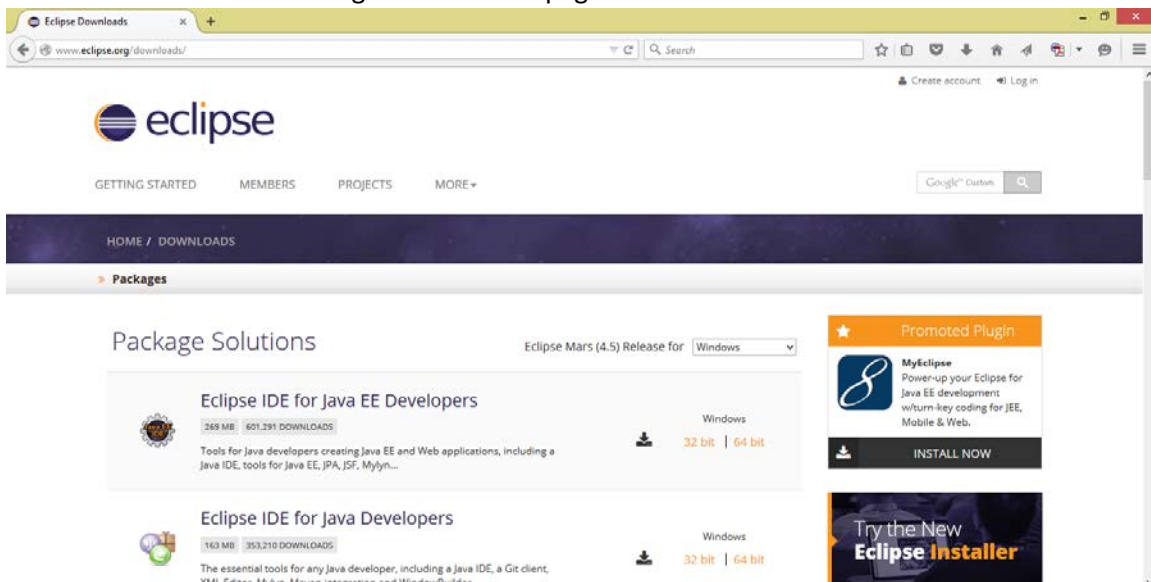 Eclipse Downloads
www.eclipse.org/downloads/
Search
Create account Log in
eclipse
GETTING STARTED MEMBERS PROJECTS MORE
Google™ Custom
HOME / DOWNLOADS
» Packages
Package Solutions
Eclipse Mars (4.5) Release for Windows
Eclipse IDE for Java EE Developers
269 MB 601,291 DOWNLOADS
Tools for Java developers creating Java EE and Web applications, including a
Java IDE, tools for Java EE, JPA, JSF, Mylyn...
Windows
32 bit | 64 bit
Eclipse IDE for Java Developers
163 MB 353,210 DOWNLOADS
The essential tools for any Java developer, including a Java IDE, a Git client,
Windows
32 bit | 64 bit
Promoted Plugin
MyEclipse
Power-up your Eclipse for
Java EE development
w/turn-key coding for JEE,
Mobile & Web.
INSTALL NOW
Try the New
Eclipse Installer